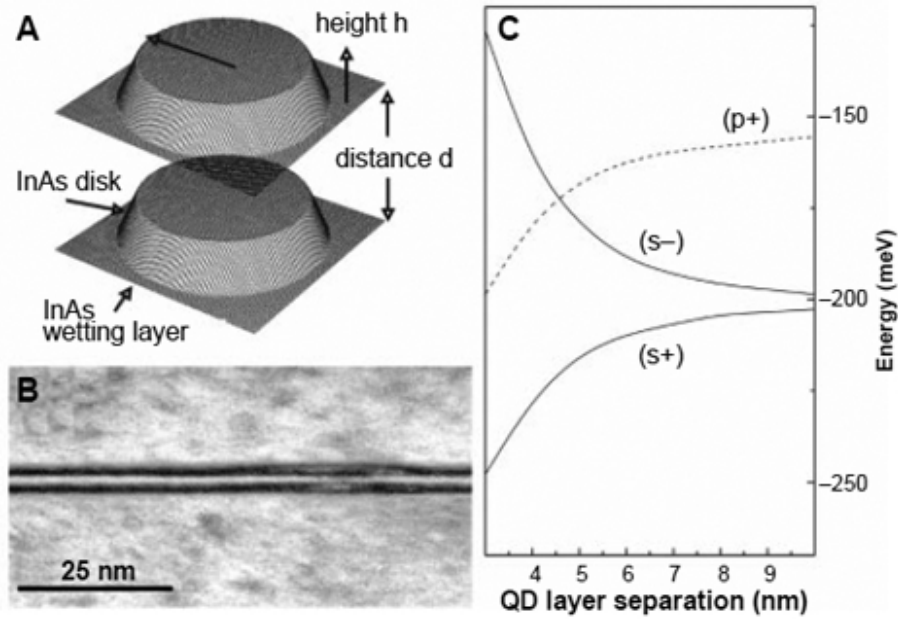 A
height h
distance d
InAs disk
InAs
wetting layer
B
25 nm
C
(p+)
(s−)
(s+)
−150
−200
−250
Energy (meV)
4 5 6 7 8 9
QD layer separation (nm)